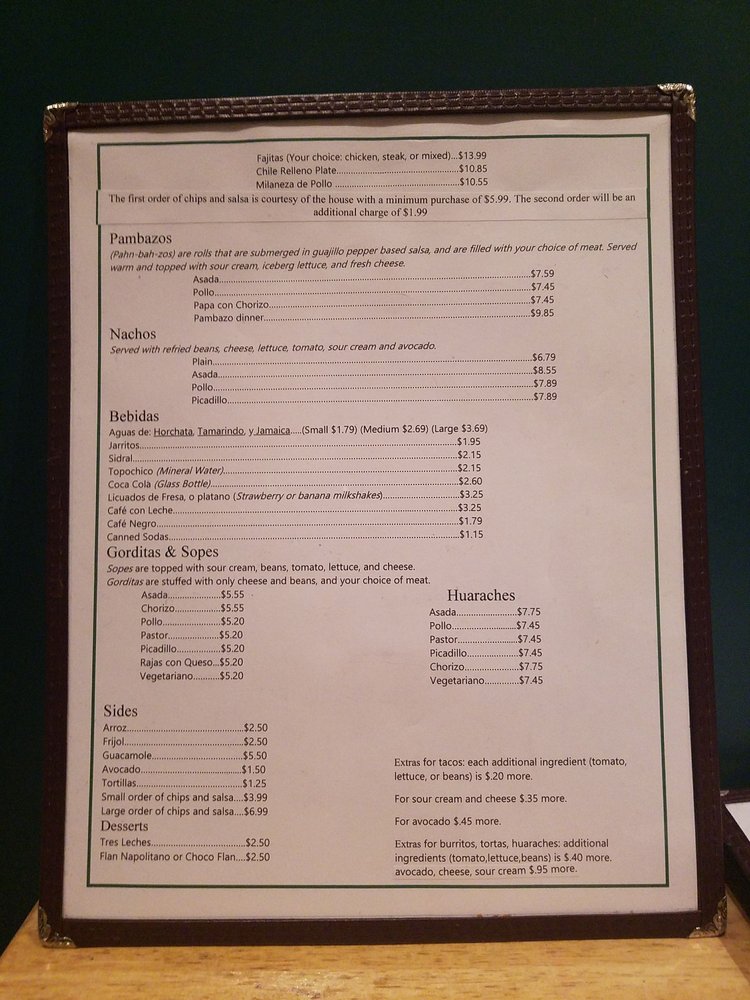 Fajitas (Your choice: chicken, steak, or mixed)...$13.99
Chile Relleno Plate.......................................$10.85
Milaneza de Pollo .......................................$10.55
The first order of chips and salsa is courtesy of the house with a minimum purchase of $5.99. The second order will be an
additional charge of $1.99
Pambazos
(Pahn-bah-zos) are rolls that are submerged in guajillo pepper based salsa, and are filled with your choice of meat. Served
warm and topped with sour cream, iceberg lettuce, and fresh cheese.
Asada.......................................$7.59
Pollo.......................................$7.45
Papa con Chorizo.......................................$7.45
Pambazo dinner.......................................$9.85
Nachos
Served with refried beans, cheese, lettuce, tomato, sour cream and avocado.
Plain.......................................$6.79
Asada.......................................$8.55
Pollo.......................................$7.89
Picadillo.......................................$7.89
Bebidas
Aguas de: Horchata, Tamarindo, y Jamaica.....(Small $1.79) (Medium $2.69) (Large $3.69)
Jarritos.......................................$1.95
Sidral.......................................$2.15
Topochico (Mineral Water).......................................$2.15
Coca Cola (Glass Bottle).......................................$2.60
Licuados de Fresa, o platano (Strawberry or banana milkshakes).....................$3.25
Café con Leche.......................................$3.25
Café Negro.......................................$1.79
Canned Sodas.......................................$1.15
Gorditas & Sopes
Sopes are topped with sour cream, beans, tomato, lettuce, and cheese.
Gorditas are stuffed with only cheese and beans, and your choice of meat.
Asada....................$5.55
Chorizo..................$5.55
Pollo.....................$5.20
Pastor....................$5.20
Picadillo.................$5.20
Rajas con Queso...$5.20
Vegetariano..........$5.20
Huaraches
Asada.....................$7.75
Pollo........................$7.45
Pastor.....................$7.45
Picadillo..................$7.45
Chorizo...................$7.75
Vegetariano.............$7.45
Sides
Arroz.......................................$2.50
Frijol.......................................$2.50
Guacamole..............................$5.50
Avocado.................................$1.50
Tortillas..................................$1.25
Small order of chips and salsa....$3.99
Large order of chips and salsa....$6.99
Desserts
Tres Leches..............................$2.50
Flan Napolitano or Choco Flan....$2.50
Extras for tacos: each additional ingredient (tomato,
lettuce, or beans) is $.20 more.
For sour cream and cheese $.35 more.
For avocado $.45 more.
Extras for burritos, tortas, huaraches: additional
ingredients (tomato,lettuce,beans) is $.40 more.
avocado, cheese, sour cream $.95 more.